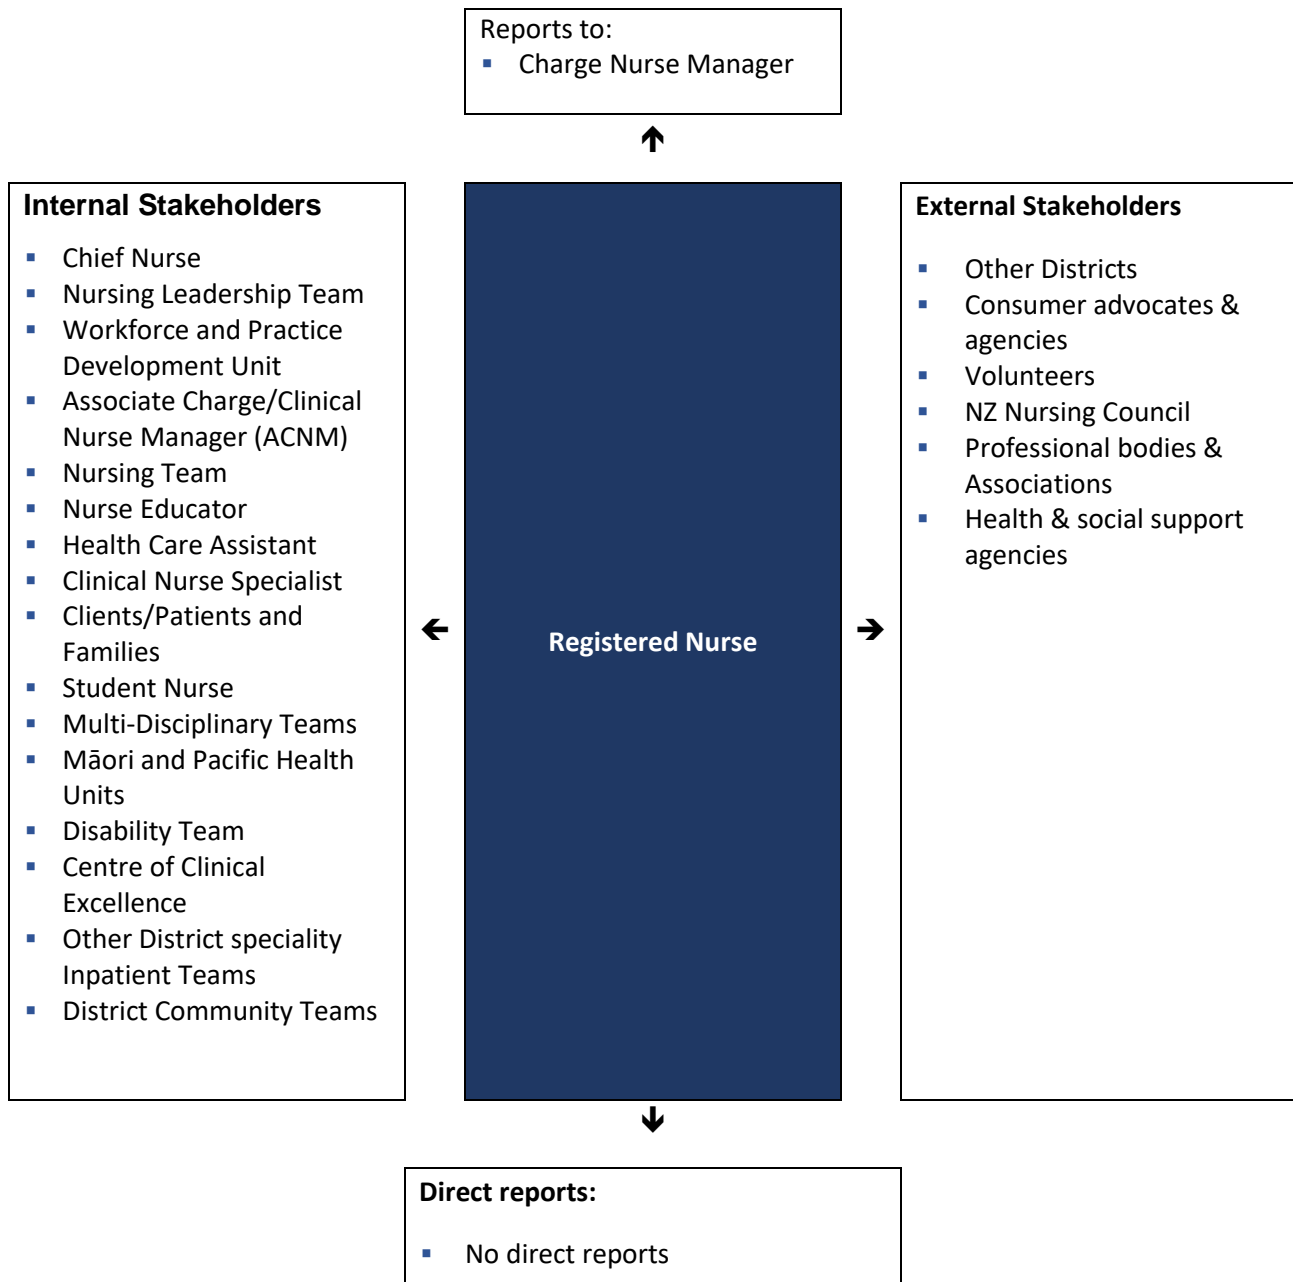 Reports to:
▪ Charge Nurse Manager
Internal Stakeholders
▪ Chief Nurse
▪ Nursing Leadership Team
▪ Workforce and Practice
Development Unit
▪ Associate Charge/Clinical
Nurse Manager (ACNM)
▪ Nursing Team
▪ Nurse Educator
▪ Health Care Assistant
▪ Clinical Nurse Specialist
▪ Clients/Patients and
Families
▪ Student Nurse
▪ Multi-Disciplinary Teams
▪ Māori and Pacific Health
Units
▪ Disability Team
▪ Centre of Clinical
Excellence
▪ Other District speciality
Inpatient Teams
▪ District Community Teams
Registered Nurse
External Stakeholders
▪ Other Districts
▪ Consumer advocates &
agencies
▪ Volunteers
▪ NZ Nursing Council
▪ Professional bodies &
Associations
▪ Health & social support
agencies
Direct reports:
▪ No direct reports